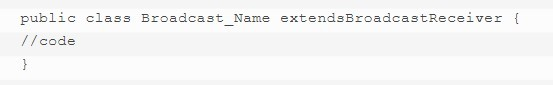 public class Broadcast_Name extendsBroadcastReceiver {
//code
}